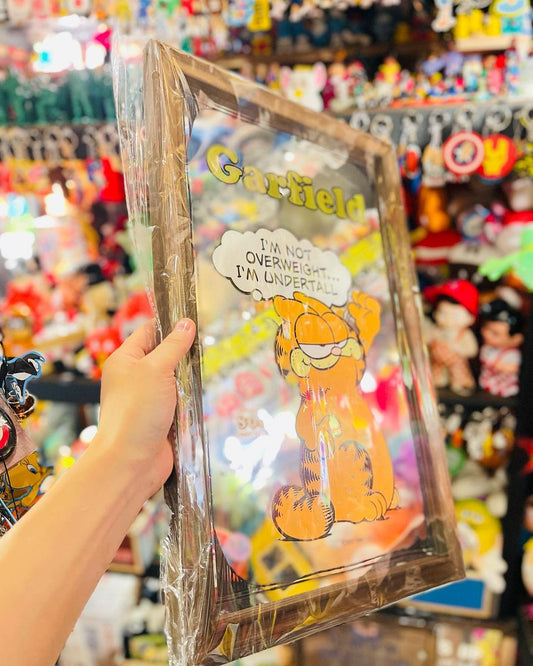 Garfield
I'M NOT
OVERWEIGHT...
I'M UNDERTALL